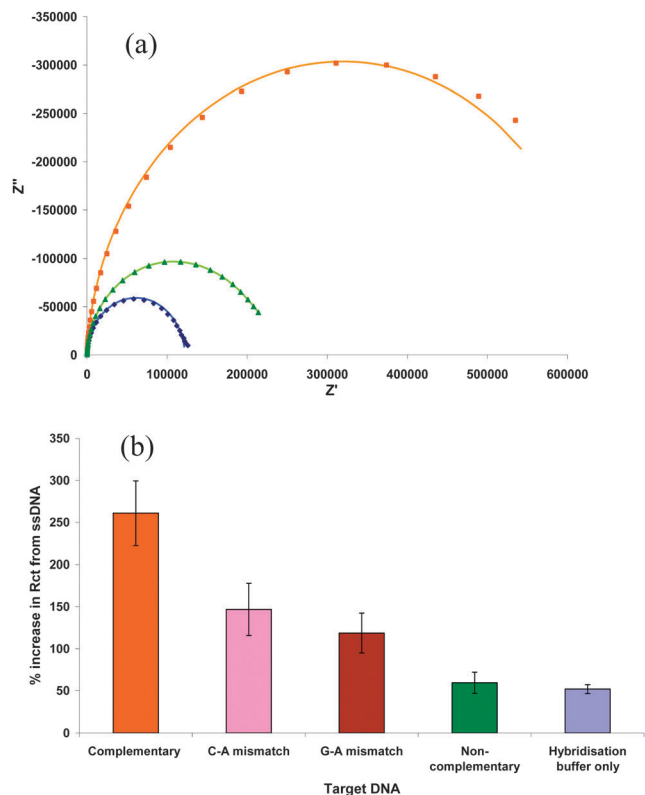 (a)
-350000
-300000
-250000
-200000
-150000
-100000
-50000
0
Z"
0 100000 200000 300000 400000 500000 600000
Z'
(b)
350
300
250
200
150
100
50
0
% increase in Rct from ssDNA
Complementary C-A mismatch G-A mismatch Non- Hybridisation
complementary buffer only
Target DNA